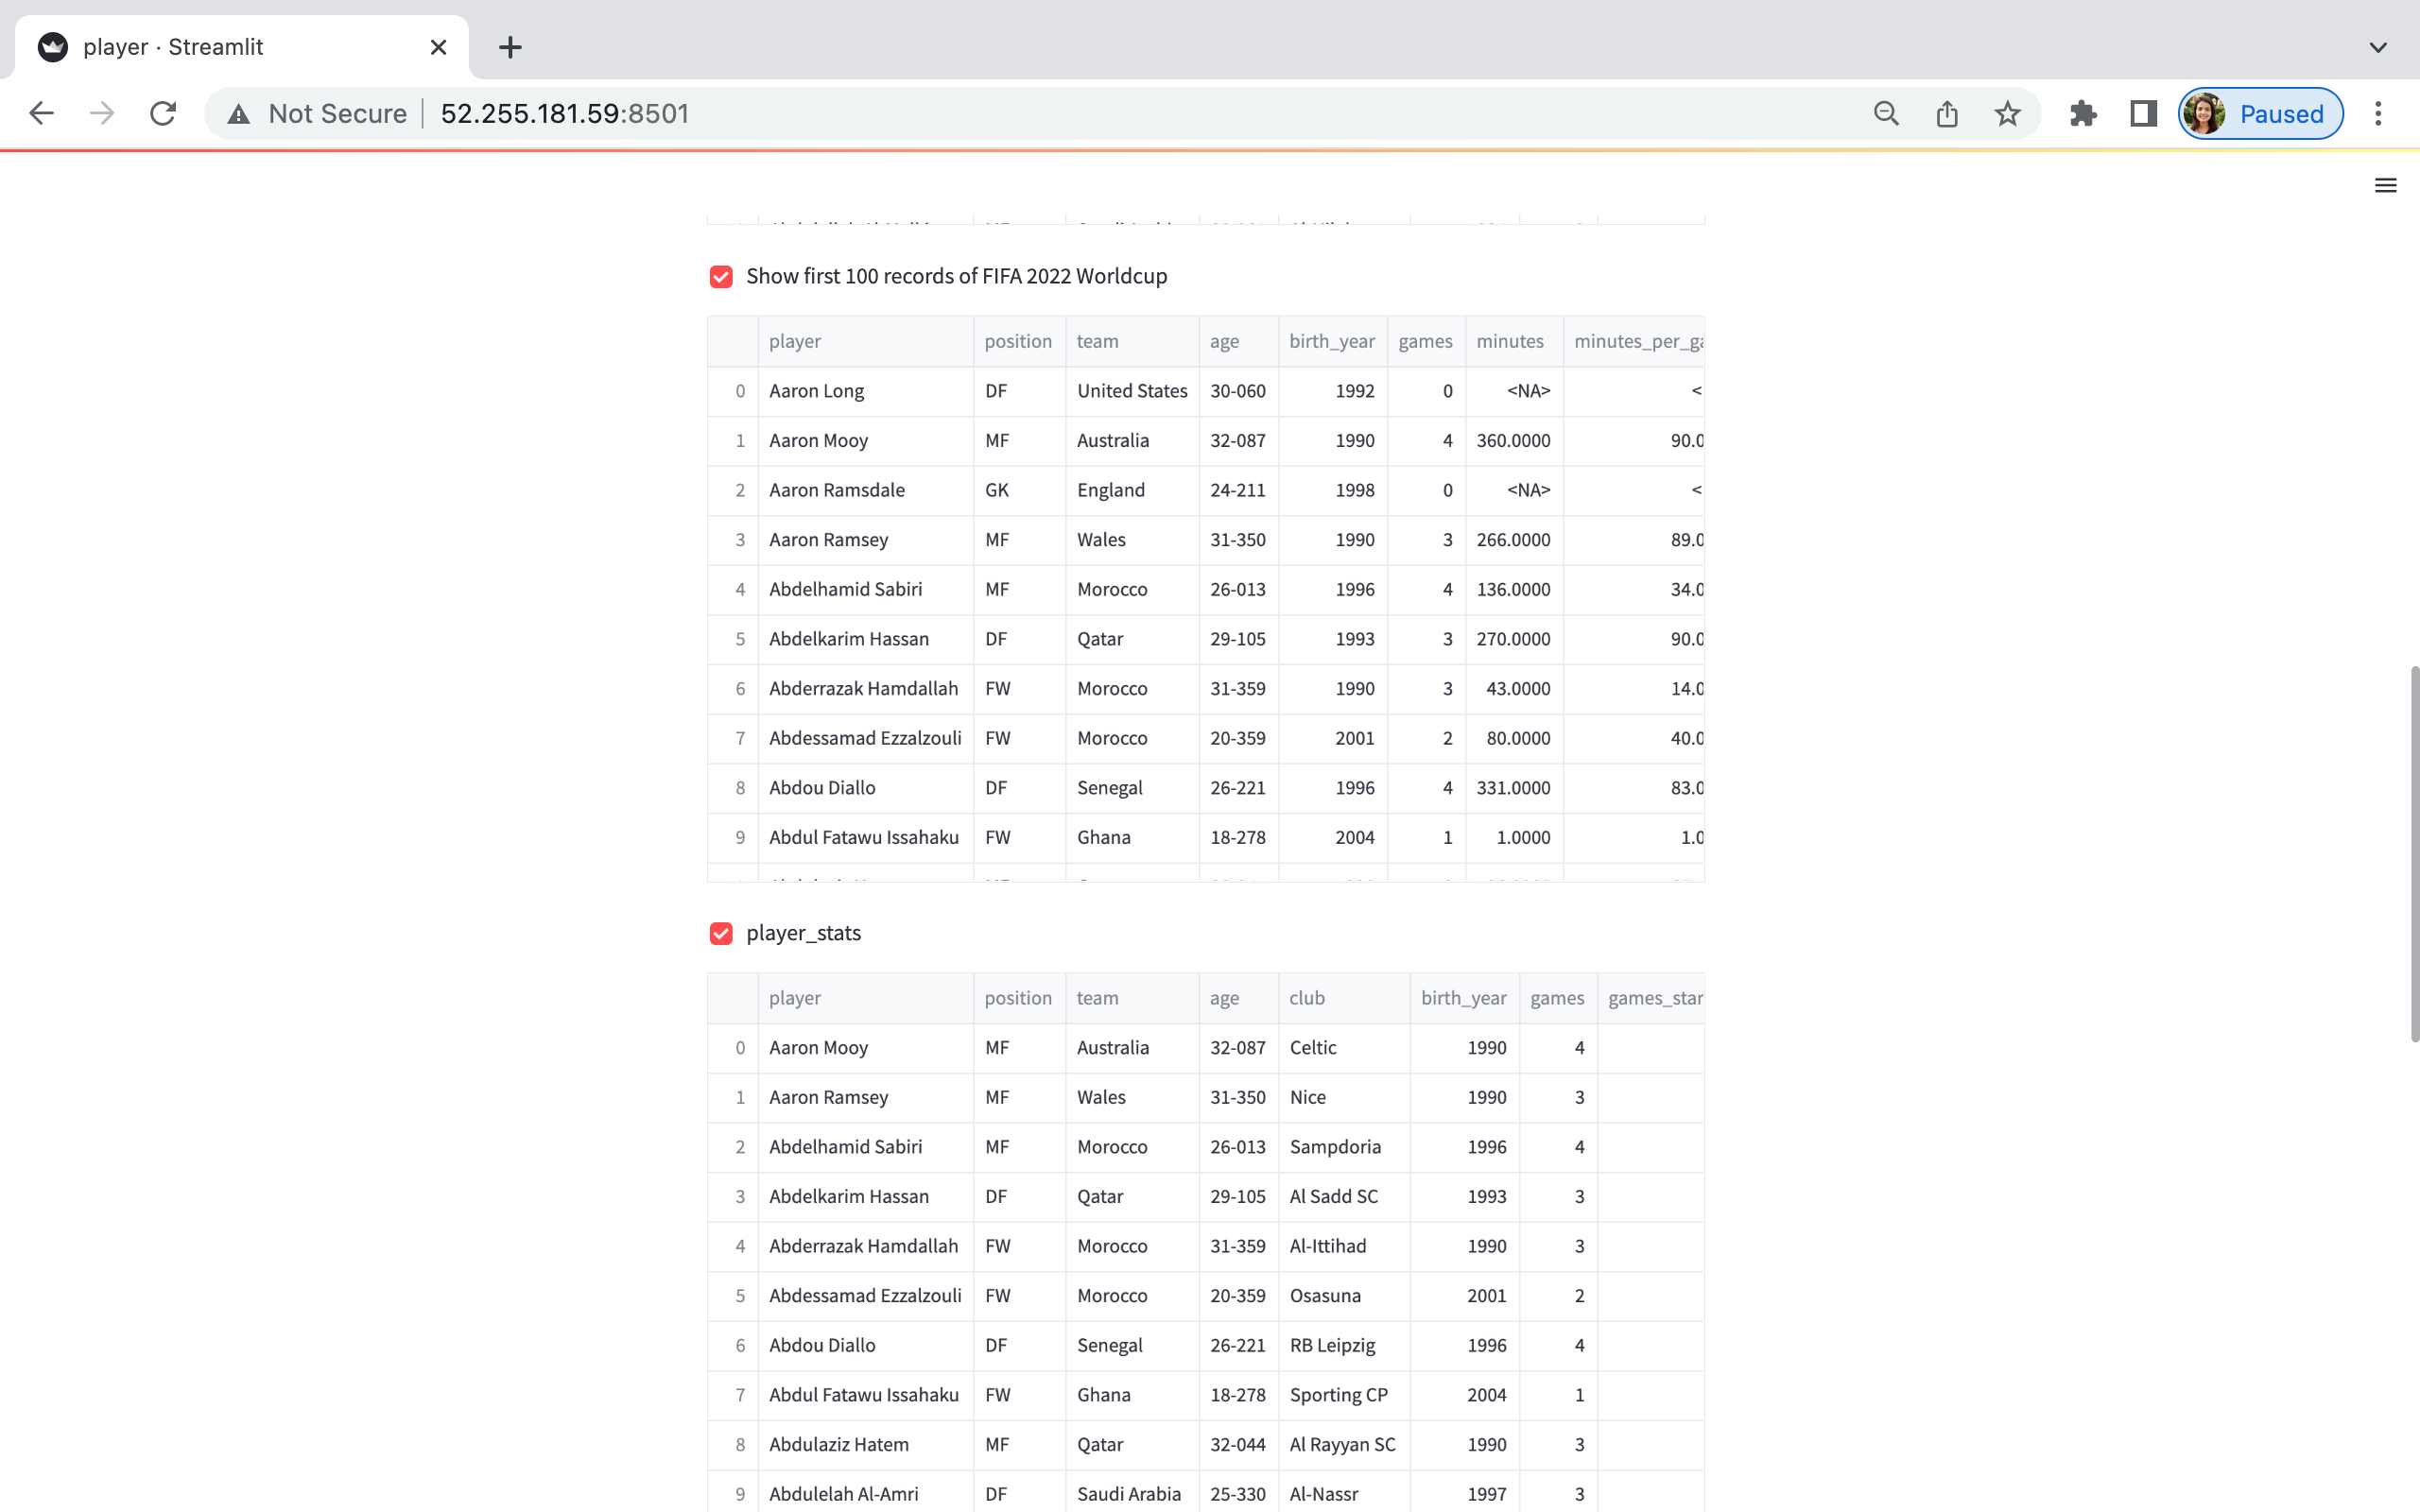 player · Streamlit
Not Secure 52.255.181.59:8501 Paused
Show first 100 records of FIFA 2022 Worldcup
player position team age birth_year games minutes minutes_per_ga
0 Aaron Long DF United States 30-060 1992 0 <NA> <
1 Aaron Mooy MF Australia 32-087 1990 4 360.0000 90.0
2 Aaron Ramsdale GK England 24-211 1998 0 <NA> <
3 Aaron Ramsey MF Wales 31-350 1990 3 266.0000 89.0
4 Abdelhamid Sabiri MF Morocco 26-013 1996 4 136.0000 34.0
5 Abdelkarim Hassan DF Qatar 29-105 1993 3 270.0000 90.0
6 Abderrazak Hamdallah FW Morocco 31-359 1990 3 43.0000 14.0
7 Abdessamad Ezzalzouli FW Morocco 20-359 2001 2 80.0000 40.0
8 Abdou Diallo DF Senegal 26-221 1996 4 331.0000 83.0
9 Abdul Fatawu Issahaku FW Ghana 18-278 2004 1 1.0000 1.0
player_stats
player position team age club birth_year games games_star
0 Aaron Mooy MF Australia 32-087 Celtic 1990 4
1 Aaron Ramsey MF Wales 31-350 Nice 1990 3
2 Abdelhamid Sabiri MF Morocco 26-013 Sampdoria 1996 4
3 Abdelkarim Hassan DF Qatar 29-105 Al Sadd SC 1993 3
4 Abderrazak Hamdallah FW Morocco 31-359 Al-Ittihad 1990 3
5 Abdessamad Ezzalzouli FW Morocco 20-359 Osasuna 2001 2
6 Abdou Diallo DF Senegal 26-221 RB Leipzig 1996 4
7 Abdul Fatawu Issahaku FW Ghana 18-278 Sporting CP 2004 1
8 Abdulaziz Hatem MF Qatar 32-044 Al Rayyan SC 1990 3
9 Abdulelah Al-Amri DF Saudi Arabia 25-330 Al-Nassr 1997 3